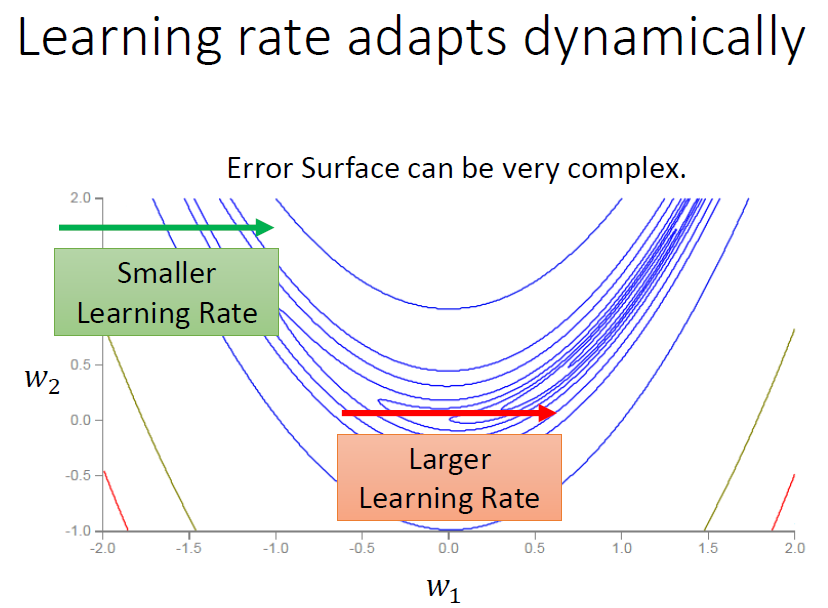 Learning rate adapts dynamically
Error Surface can be very complex.
2.0
Smaller
Learning Rate
0.5
w₂
0.0
Larger
Learning Rate
-0.5
-1.0
-2.0 -1.5 -1.0 -0.5 0.0 0.5 1.0 1.5 2.0
w₁